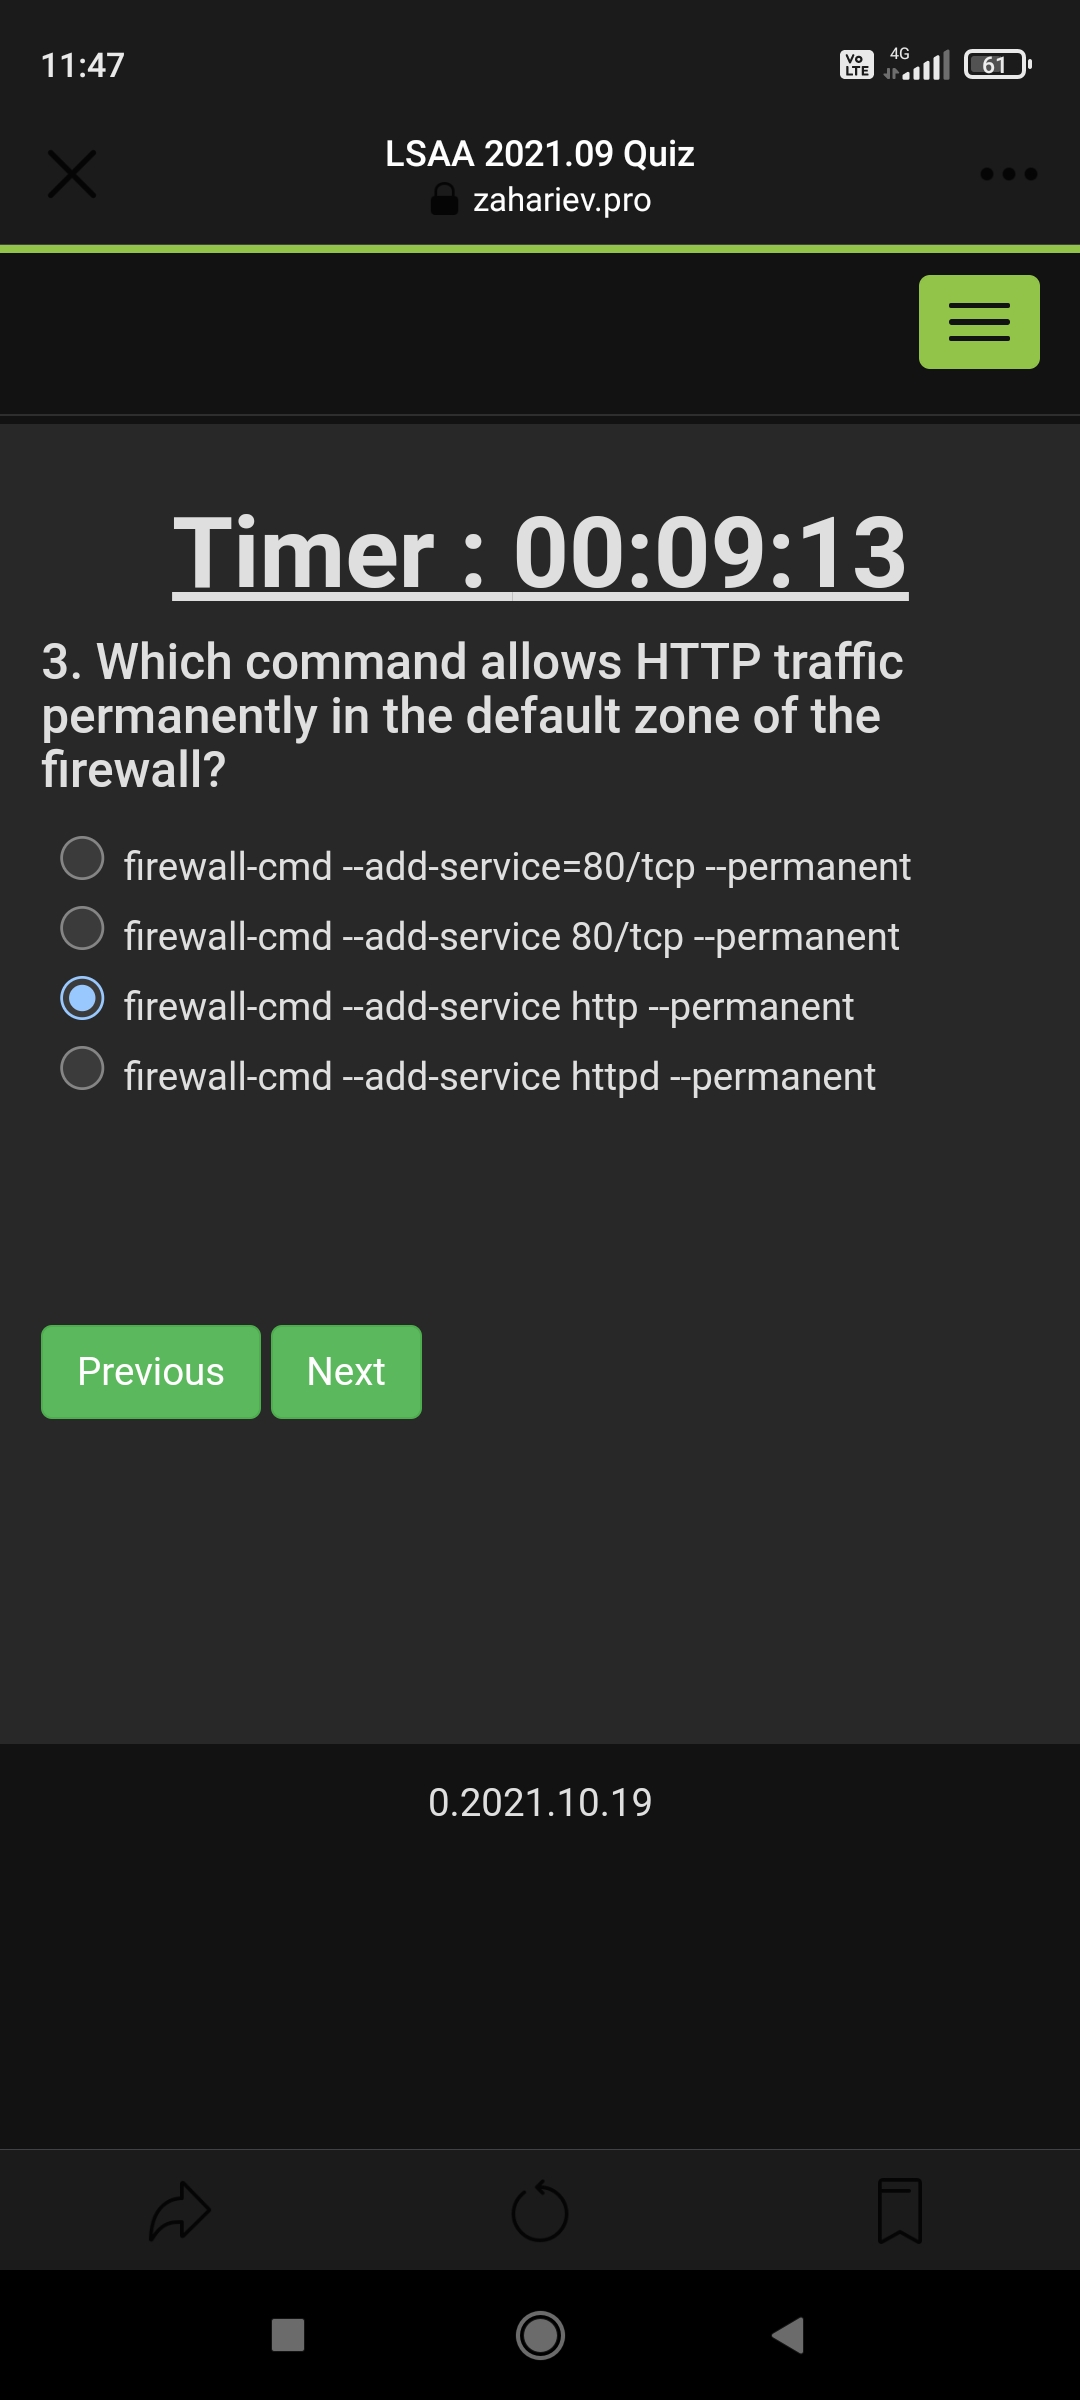 11:47
Vo LTE 4G 61
LSAA 2021.09 Quiz
zahariev.pro
Timer : 00:09:13
3. Which command allows HTTP traffic
permanently in the default zone of the
firewall?
firewall-cmd --add-service=80/tcp --permanent
firewall-cmd --add-service 80/tcp --permanent
firewall-cmd --add-service http --permanent
firewall-cmd --add-service httpd --permanent
Previous Next
0.2021.10.19